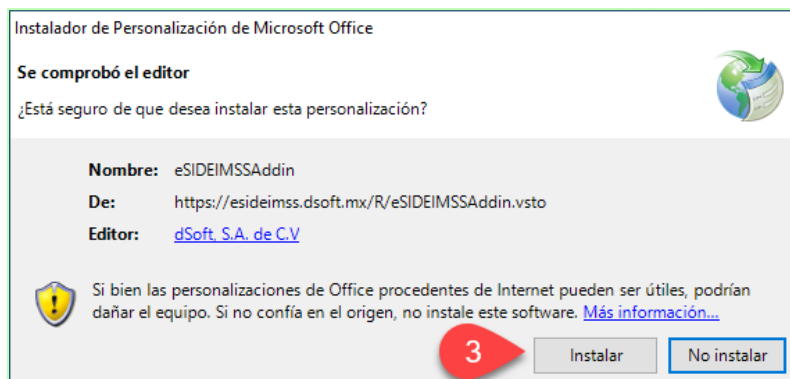 Instalador de Personalización de Microsoft Office
Se comprobó el editor
¿Está seguro de que desea instalar esta personalización?
Nombre: eSIDEIMSSAddin
De: https://esideimss.dsoft.mx/R/eSIDEIMSSAddin.vsto
Editor: dSoft, S.A. de C.V
Si bien las personalizaciones de Office procedentes de Internet pueden ser útiles, podrían
dañar el equipo. Si no confía en el origen, no instale este software. Más información...
3 Instalar No instalar